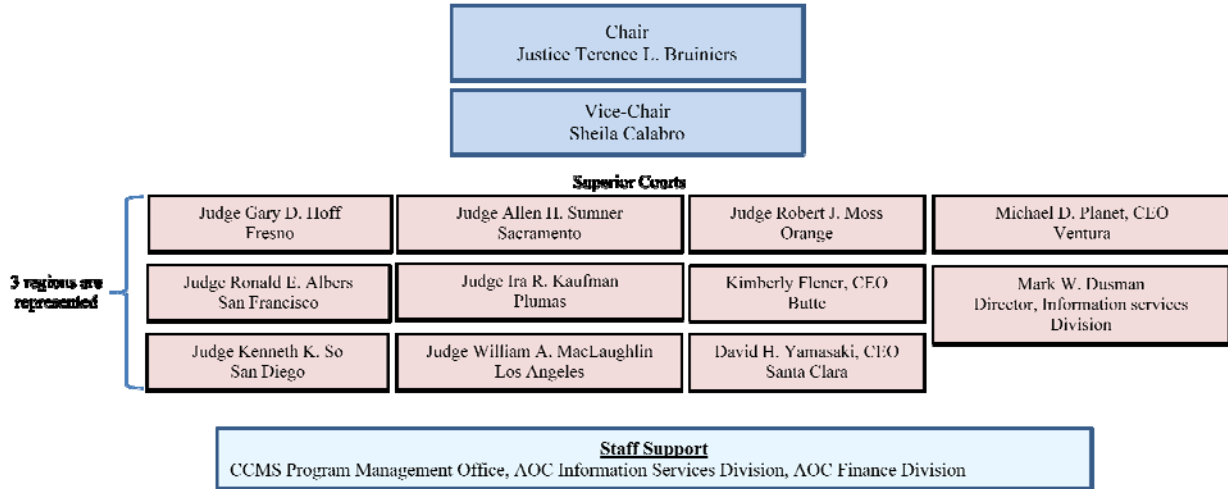 Chair
Justice Terence L. Bruiniers
Vice-Chair
Sheila Calabro
Superior Courts
3 regions are
represented
Judge Gary D. Hoff
Fresno
Judge Allen H. Sumner
Sacramento
Judge Robert J. Moss
Orange
Michael D. Planet, CEO
Ventura
Judge Ronald E. Albers
San Francisco
Judge Ira R. Kaufman
Plumas
Kimberly Flener, CEO
Butte
Mark W. Dusman
Director, Information services
Division
Judge Kenneth K. So
San Diego
Judge William A. MacLaughlin
Los Angeles
David H. Yamasaki, CEO
Santa Clara
Staff Support
CCMS Program Management Office, AOC Information Services Division, AOC Finance Division